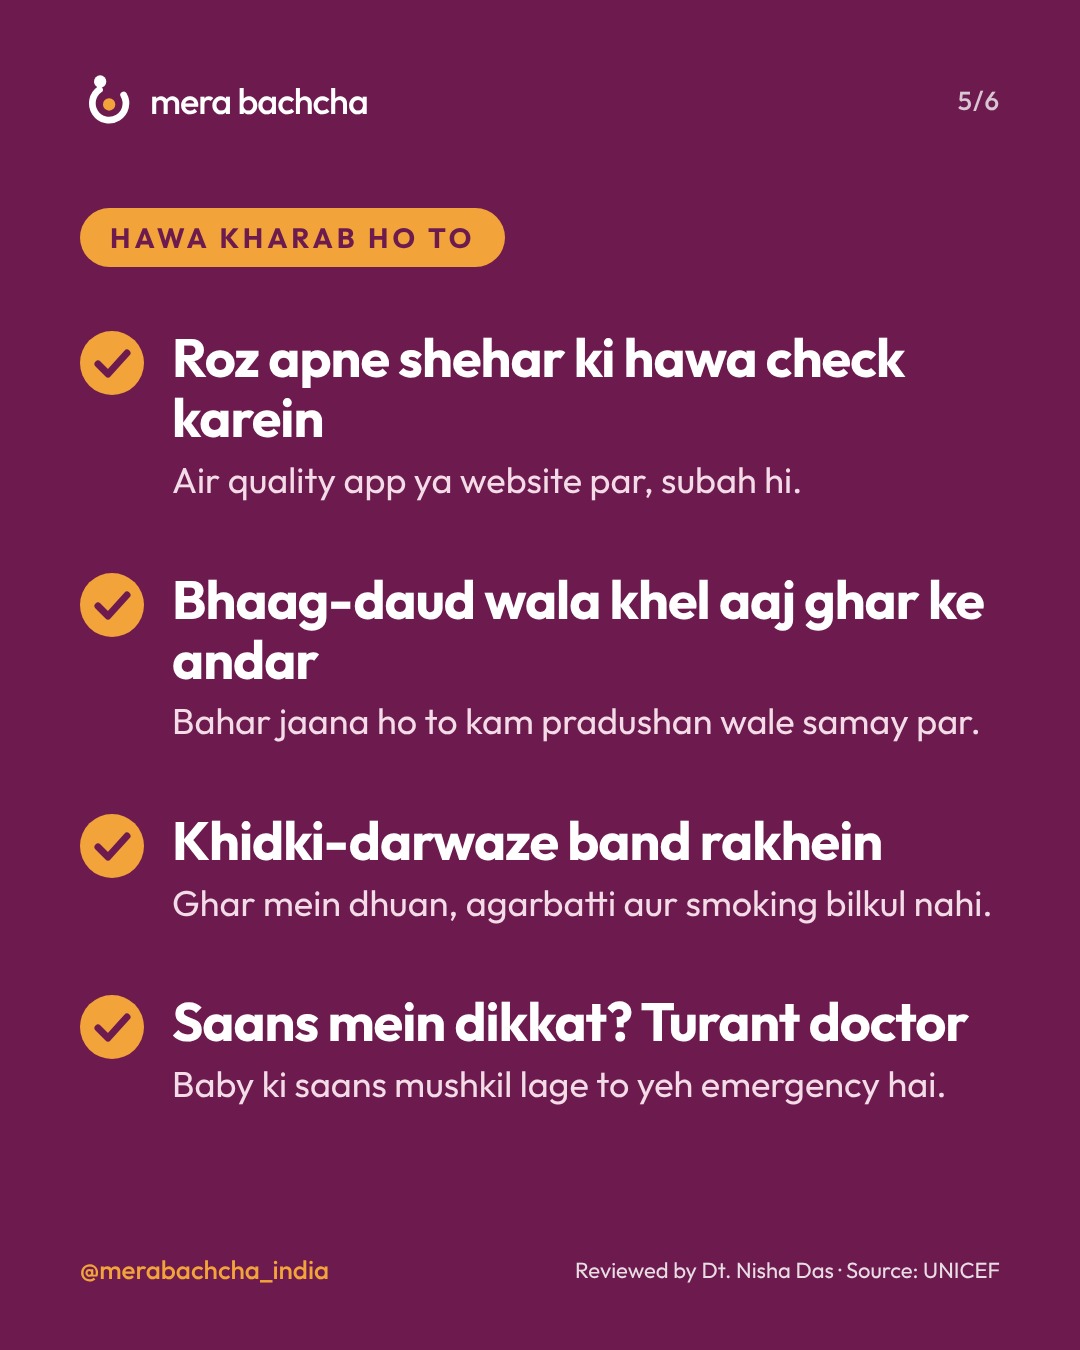 mera bachcha
5/6
HAWA KHARAB HO TO
Roz apne shehar ki hawa check
karein
Air quality app ya website par, subah hi.
Bhaag-daud wala khel aaj ghar ke
andar
Bahar jaana ho to kam pradushan wale samay par.
Khidki-darwaze band rakhein
Ghar mein dhuan, agarbatti aur smoking bilkul nahi.
Saans mein dikkat? Turant doctor
Baby ki saans mushkil lage to yeh emergency hai.
@merabachcha_india
Reviewed by Dt. Nisha Das · Source: UNICEF